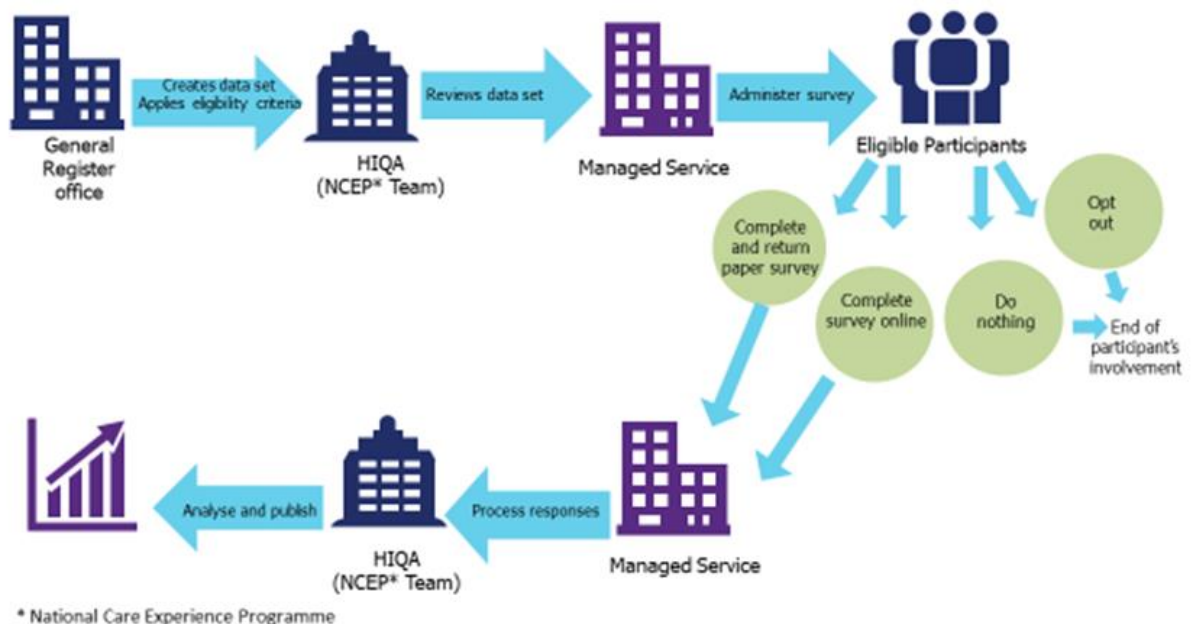 Creates data set
Applies eligibility criteria
Reviews data set
Administer survey
General
Register
office
HIQA
(NCEP* Team)
Managed Service
Eligible Participants
Complete
and return
paper survey
Complete
survey online
Do
nothing
Opt
out
End of
participant's
involvement
Analyse and publish
Process responses
HIQA
(NCEP* Team)
Managed Service
* National Care Experience Programme